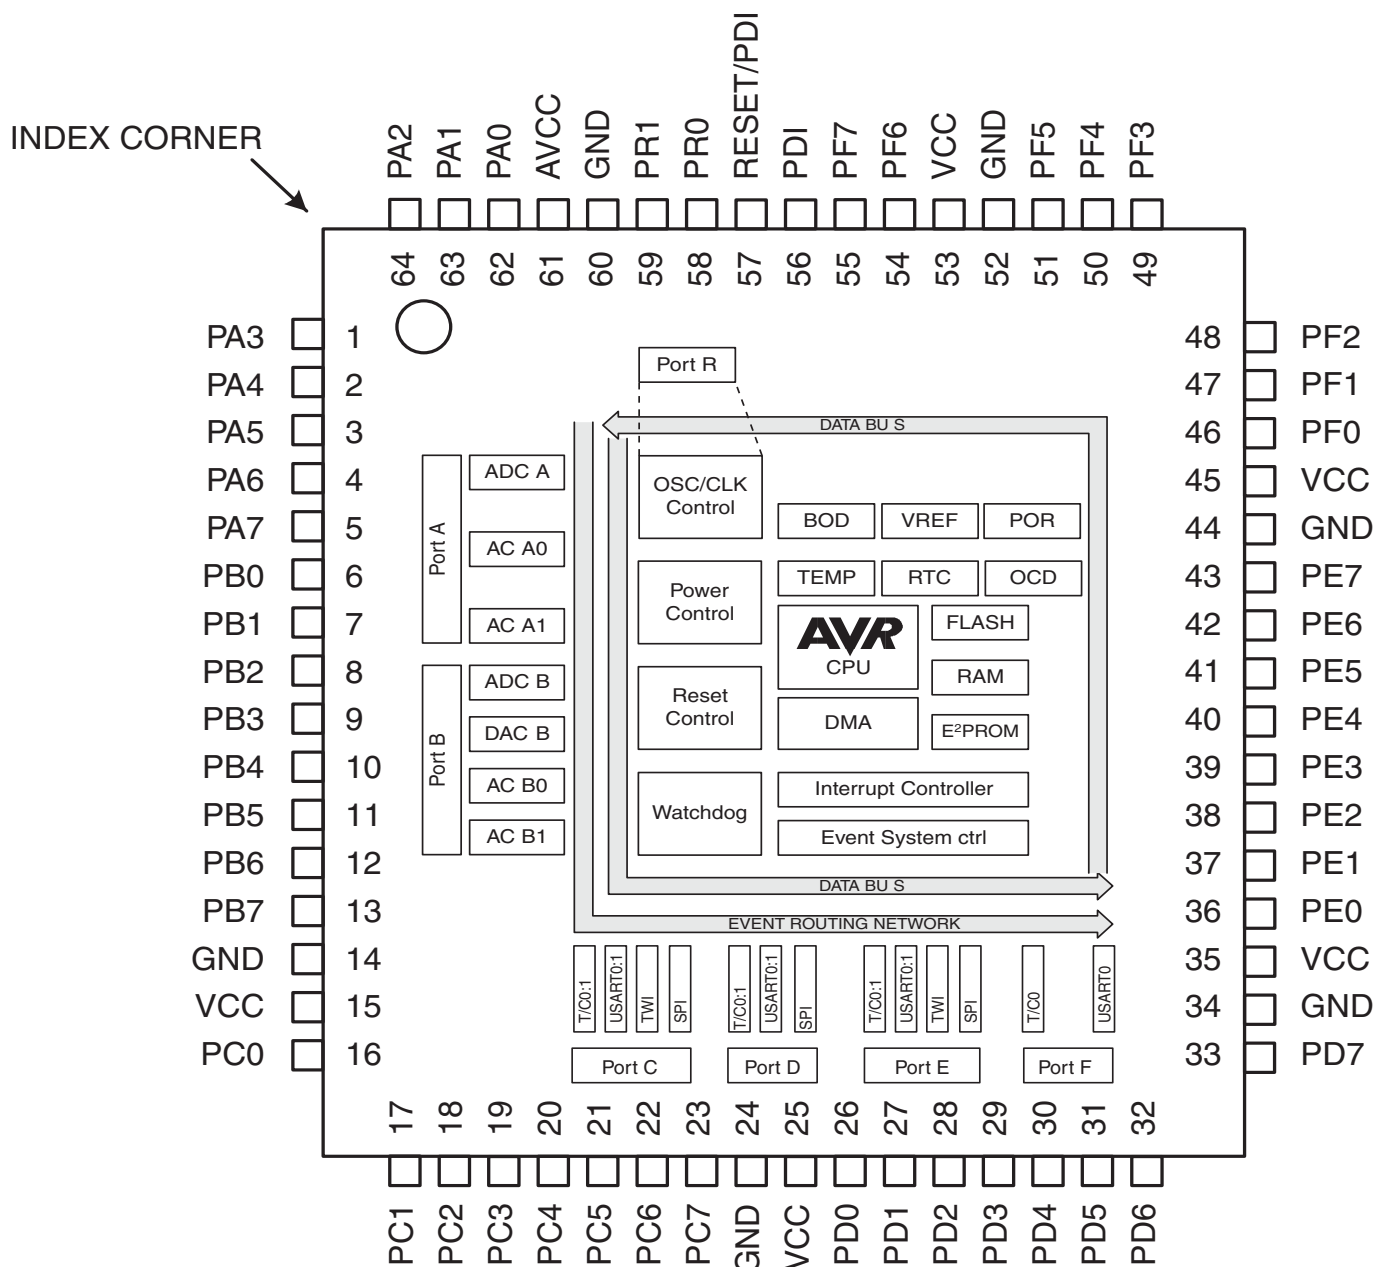 INDEX CORNER
PA2
PA1
PA0
AVCC
GND
PR1
PR0
RESET/PDI
PDI
PF7
PF6
VCC
GND
PF5
PF4
PF3
64
63
62
61
60
59
58
57
56
55
54
53
52
51
50
49
PA3 1
PA4 2
PA5 3
PA6 4
PA7 5
PB0 6
PB1 7
PB2 8
PB3 9
PB4 10
PB5 11
PB6 12
PB7 13
GND 14
VCC 15
PC0 16
Port R
DATA BU S
Port A
ADC A
AC A0
AC A1
Port B
ADC B
DAC B
AC B0
AC B1
OSC/CLK
Control
Power
Control
Reset
Control
Watchdog
BOD
VREF
POR
TEMP
RTC
OCD
AVR
CPU
FLASH
RAM
DMA
E²PROM
Interrupt Controller
Event System ctrl
DATA BU S
EVENT ROUTING NETWORK
T/C0:1
USART0:1
TWI
SPI
T/C0:1
USART0:1
SPI
T/C0:1
USART0:1
TWI
SPI
T/C0
USART0
Port C
Port D
Port E
Port F
48 PF2
47 PF1
46 PF0
45 VCC
44 GND
43 PE7
42 PE6
41 PE5
40 PE4
39 PE3
38 PE2
37 PE1
36 PE0
35 VCC
34 GND
33 PD7
17
18
19
20
21
22
23
24
25
26
27
28
29
30
31
32
PC1
PC2
PC3
PC4
PC5
PC6
PC7
GND
VCC
PD0
PD1
PD2
PD3
PD4
PD5
PD6